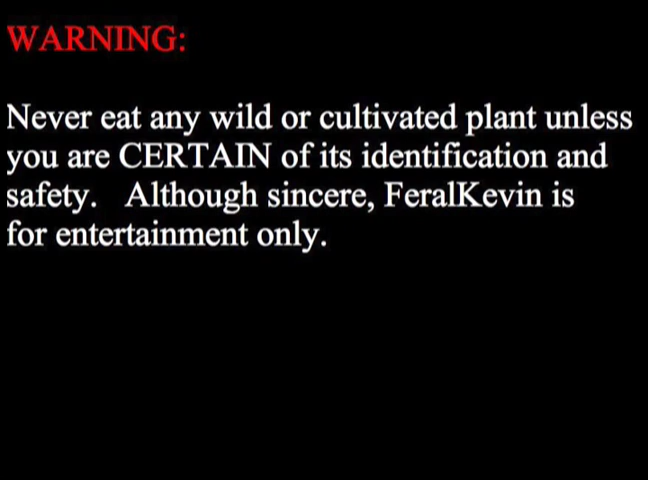 WARNING:
Never eat any wild or cultivated plant unless
you are CERTAIN of its identification and
safety.   Although sincere, FeralKevin is
for entertainment only.